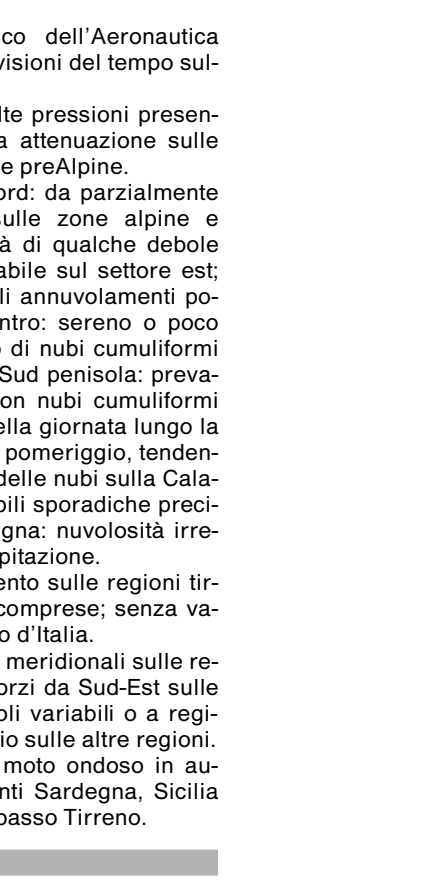 co dell'Aeronautica
visioni del tempo sul-
lte pressioni presen-
a attenuazione sulle
e preAlpine.
ord: da parzialmente
sulle zone alpine e
à di qualche debole
abile sul settore est;
li annuvolamenti po-
ntro: sereno o poco
o di nubi cumuliformi
Sud penisola: preva-
on nubi cumuliformi
ella giornata lungo la
pomeriggio, tenden-
delle nubi sulla Cala-
bili sporadiche preci-
gna: nuvolosità irre-
pitazione.
ento sulle regioni tir-
comprese; senza va-
o d'Italia.
meridionali sulle re-
orzi da Sud-Est sulle
oli variabili o a regi-
io sulle altre regioni.
moto ondoso in au-
nti Sardegna, Sicilia
basso Tirreno.